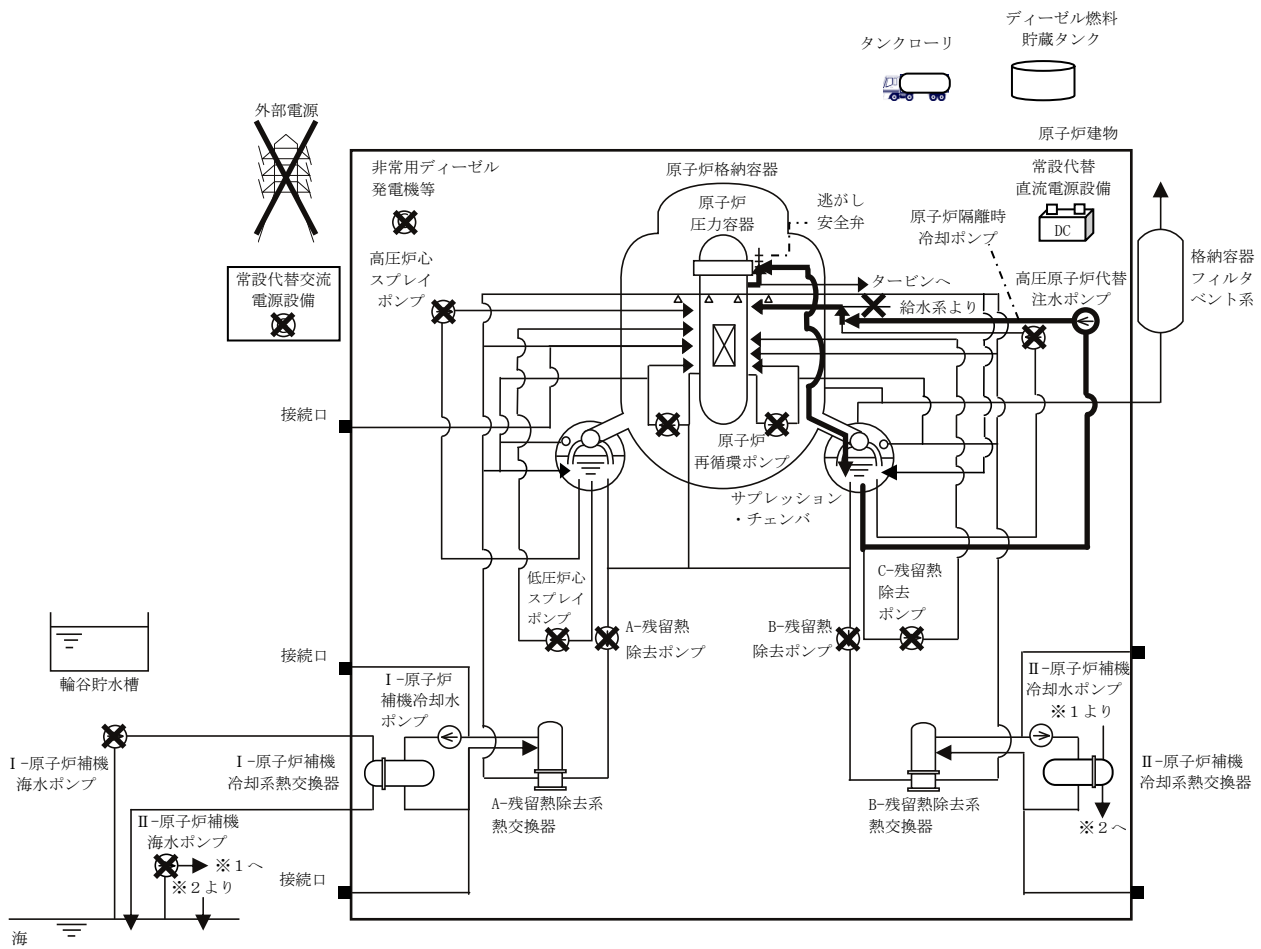 ディーゼル燃料
貯蔵タンク
タンクローリ
外部電源
原子炉建物
非常用ディーゼル
発電機等
原子炉格納容器
常設代替
直流電源設備
DC
原子炉
圧力容器
逃がし
安全弁
原子炉隔離時
冷却ポンプ
高圧炉心
スプレイ
ポンプ
常設代替交流
電源設備
タービンへ
給水系より
高圧原子炉代替
注水ポンプ
格納容器
フィルタ
ベント系
接続口
原子炉
再循環ポンプ
サプレッション
・チェンバ
低圧炉心
スプレイ
ポンプ
A-残留熱
除去ポンプ
B-残留熱
除去ポンプ
C-残留熱
除去
ポンプ
輪谷貯水槽
接続口
Ⅰ-原子炉
補機冷却水
ポンプ
Ⅱ-原子炉補機
冷却水ポンプ
※1より
Ⅰ-原子炉補機
海水ポンプ
Ⅰ-原子炉補機
冷却系熱交換器
A-残留熱除去系
熱交換器
B-残留熱除去系
熱交換器
Ⅱ-原子炉補機
冷却系熱交換器
※2へ
Ⅱ-原子炉補機
海水ポンプ
※1へ
※2より
接続口
海